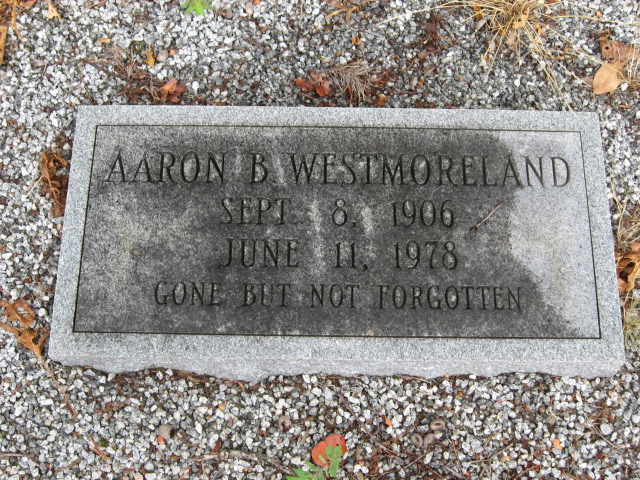 AARON B. WESTMORELAND
SEPT. 8, 1906
JUNE 11, 1978
GONE BUT NOT FORGOTTEN